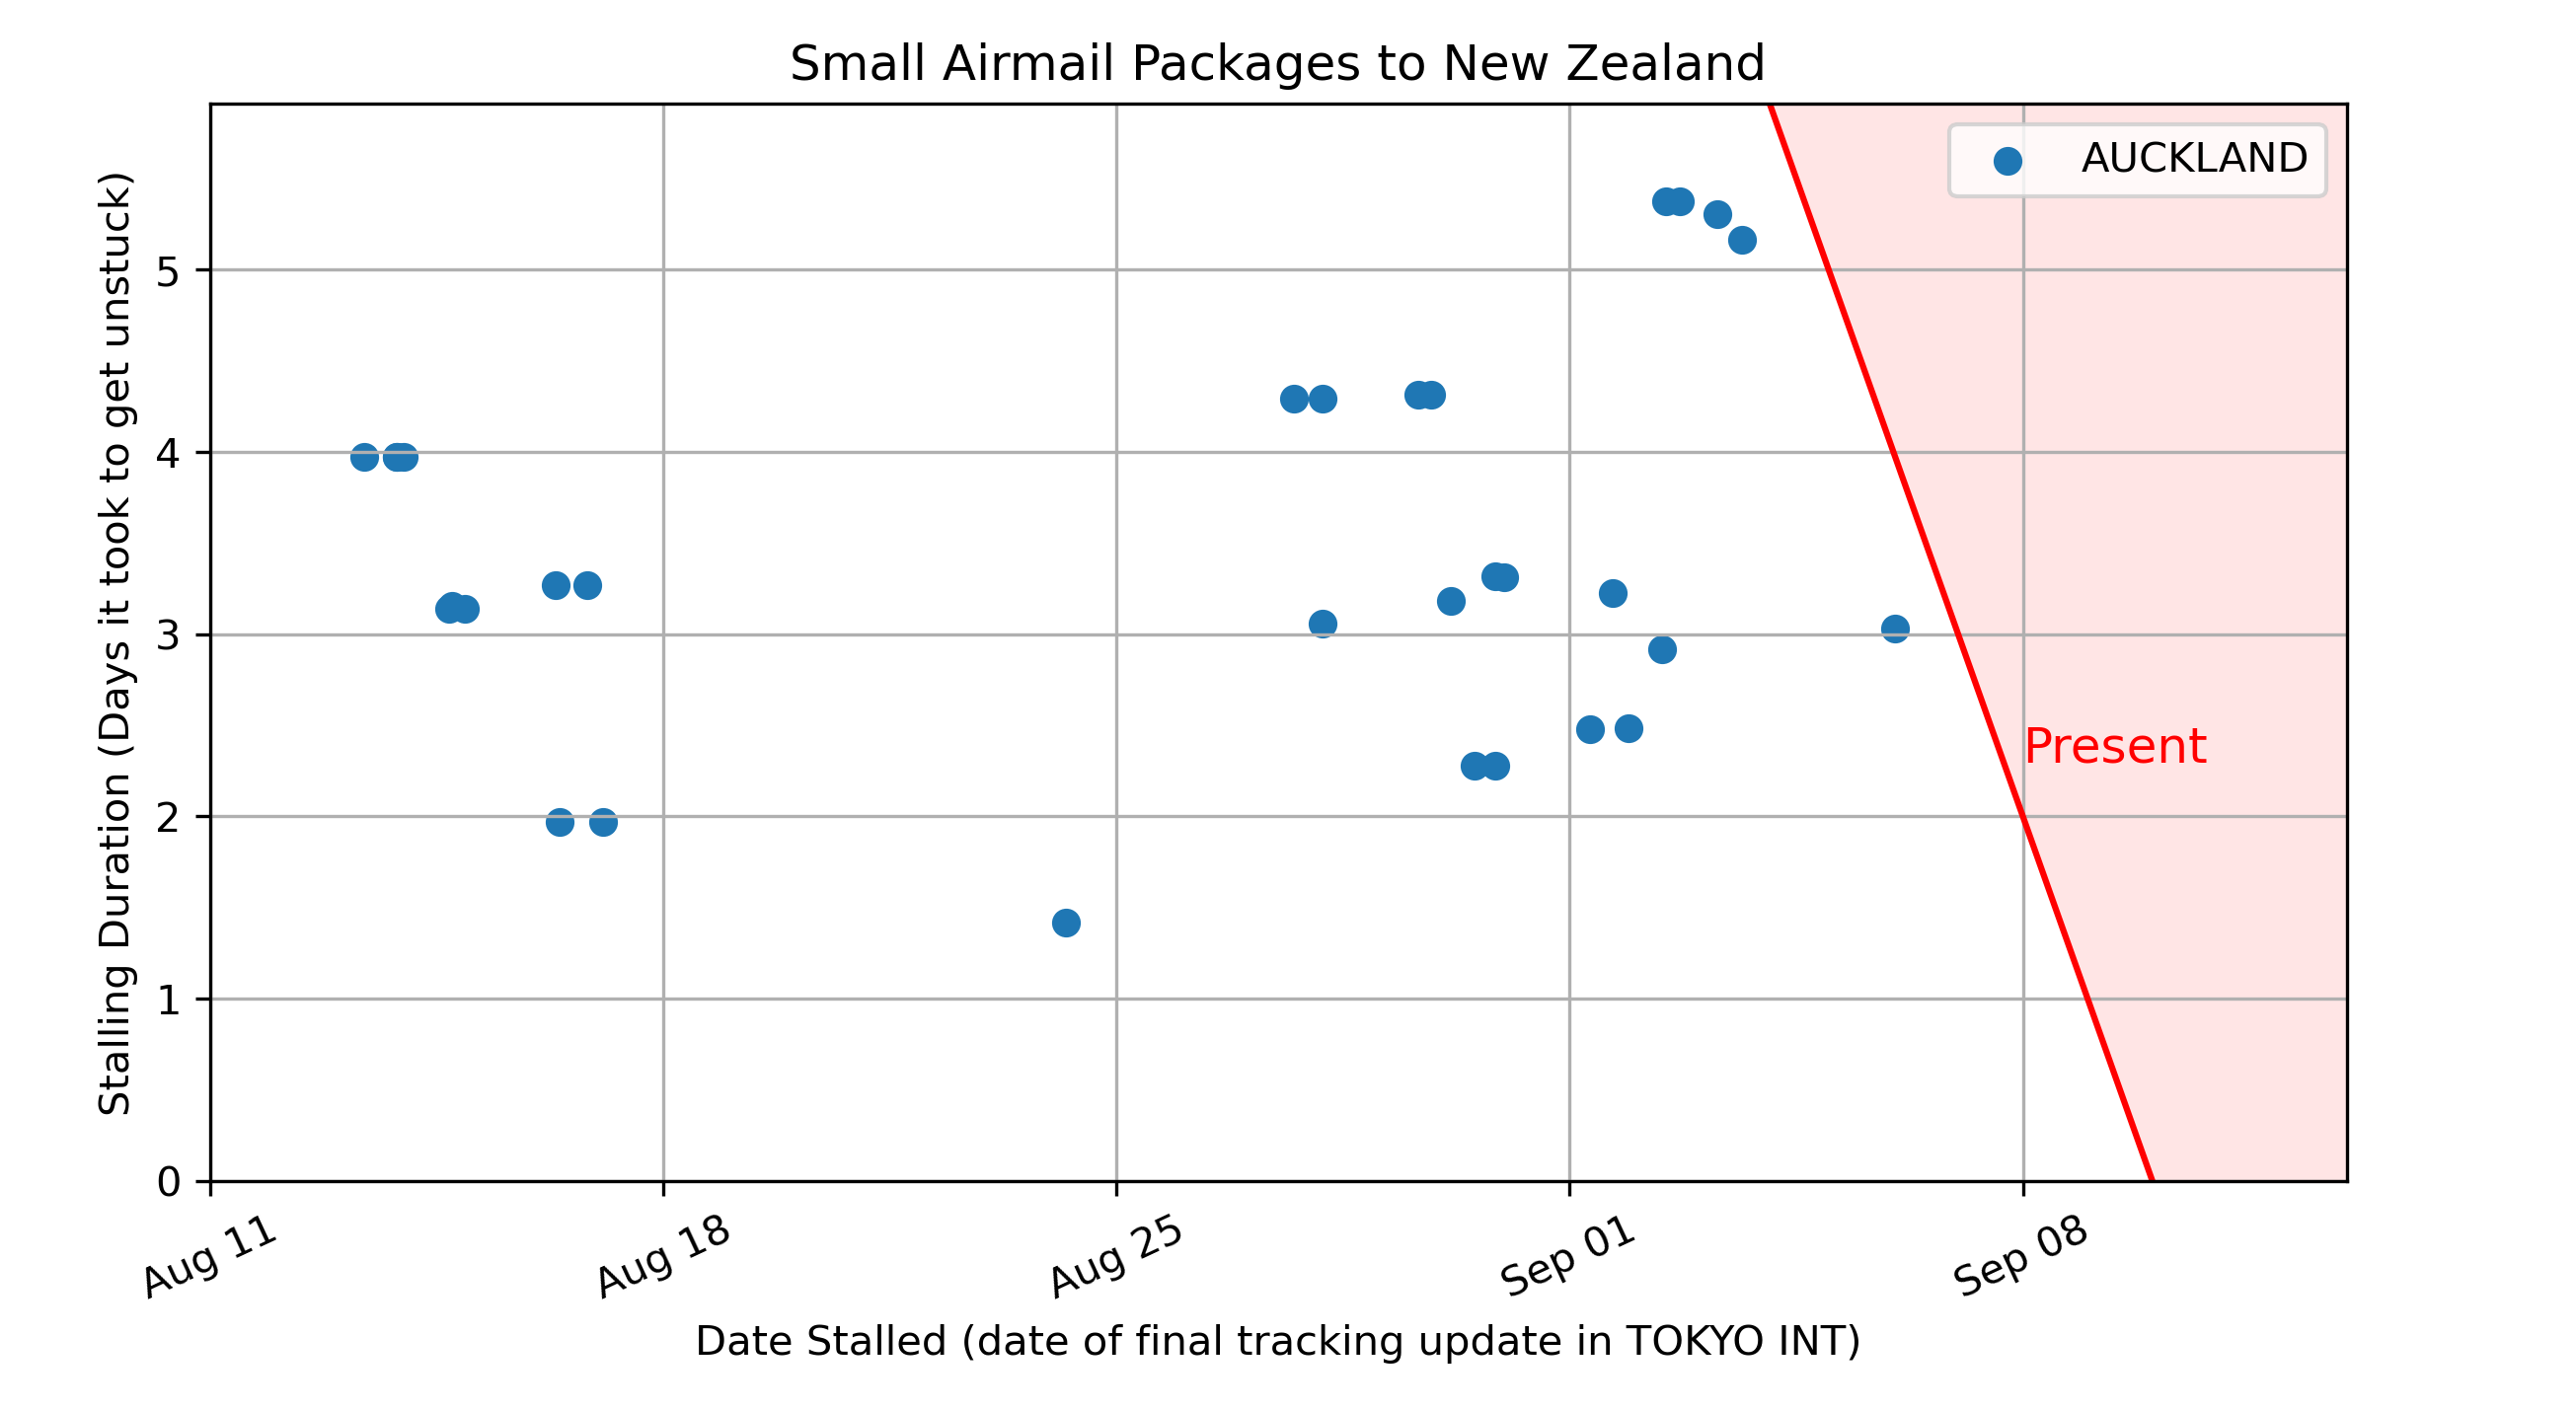 Small Airmail Packages to New Zealand
AUCKLAND
Stalling Duration (Days it took to get unstuck)
5
4
3
2
1
0
Present
Aug 11
Aug 18
Aug 25
Sep 01
Sep 08
Date Stalled (date of final tracking update in TOKYO INT)